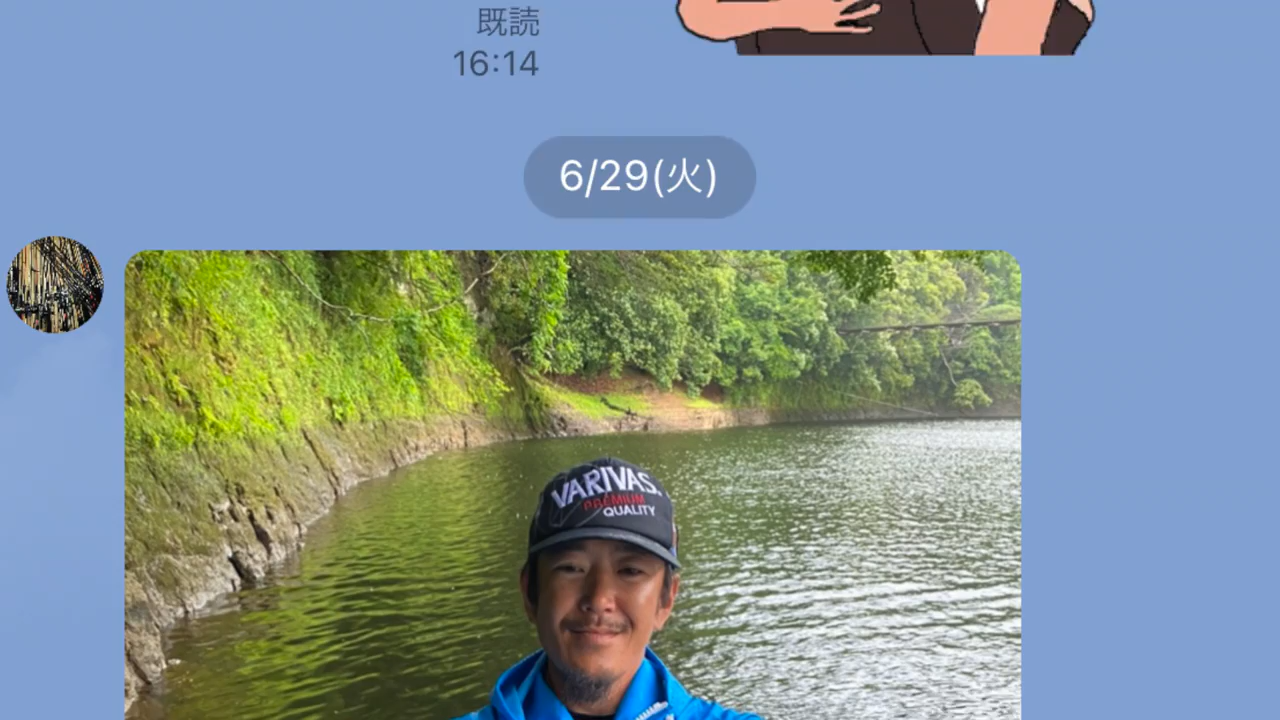 既読
16:14
6/29(火)
VARIVAS.
PREMIUM
QUALITY